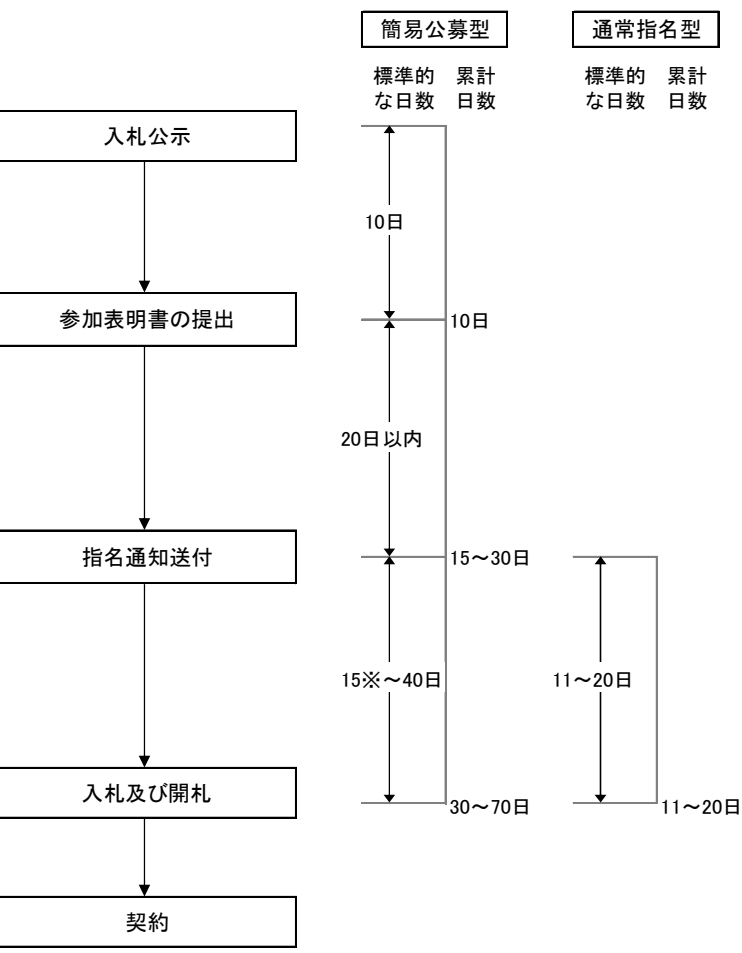 簡易公募型
通常指名型
標準的 累計
な日数 日数
標準的 累計
な日数 日数
入札公示
10日
参加表明書の提出
10日
20日以内
指名通知送付
15～30日
15※～40日
11～20日
入札及び開札
30～70日
11～20日
契約